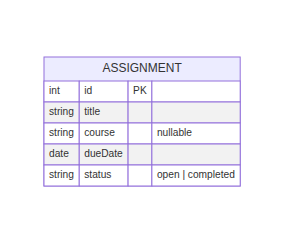 ASSIGNMENT
int id PK
string title
string course nullable
date dueDate
string status open | completed